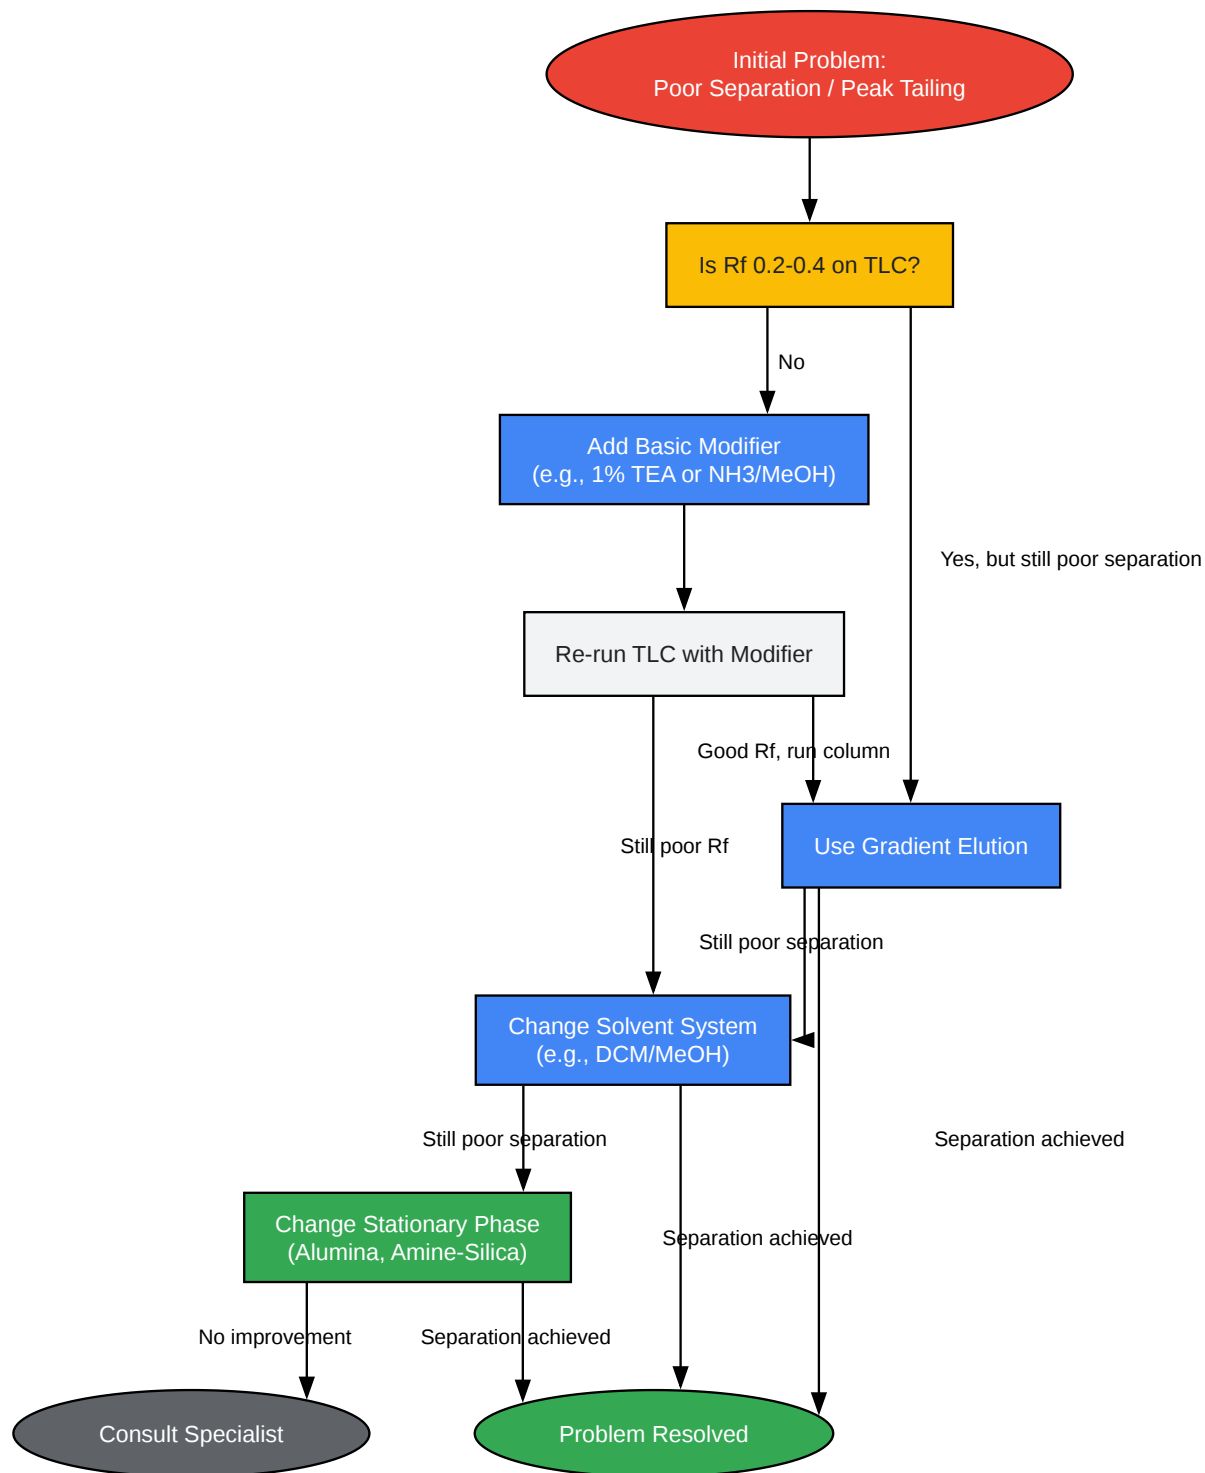 Initial Problem:
Poor Separation / Peak Tailing
Is Rf 0.2-0.4 on TLC?
No
Add Basic Modifier
(e.g., 1% TEA or NH3/MeOH)
Yes, but still poor separation
Re-run TLC with Modifier
Good Rf, run column
Still poor Rf
Use Gradient Elution
Still poor separation
Change Solvent System
(e.g., DCM/MeOH)
Still poor separation
Separation achieved
Change Stationary Phase
(Alumina, Amine-Silica)
Separation achieved
No improvement
Separation achieved
Consult Specialist
Problem Resolved